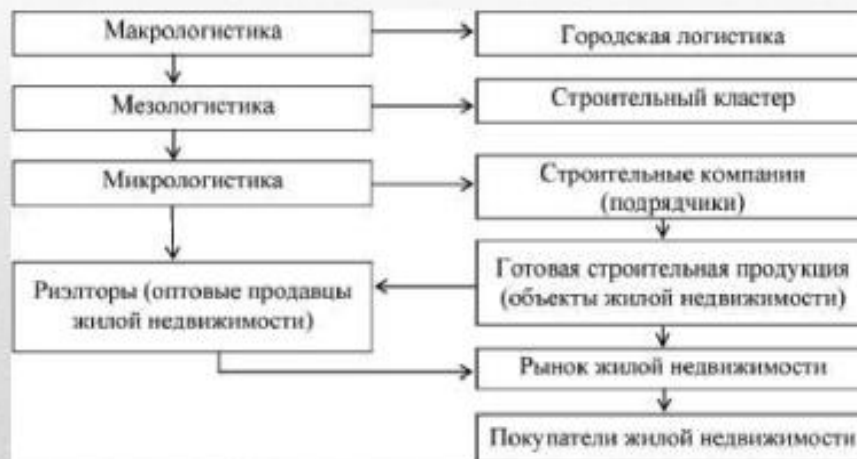 Макрологистика
Городская логистика
Мезологистика
Строительный кластер
Микрологистика
Строительные компании
(подрядчики)
Риэлторы (оптовые продавцы
жилой недвижимости)
Готовая строительная продукция
(объекты жилой недвижимости)
Рынок жилой недвижимости
Покупатели жилой недвижимости